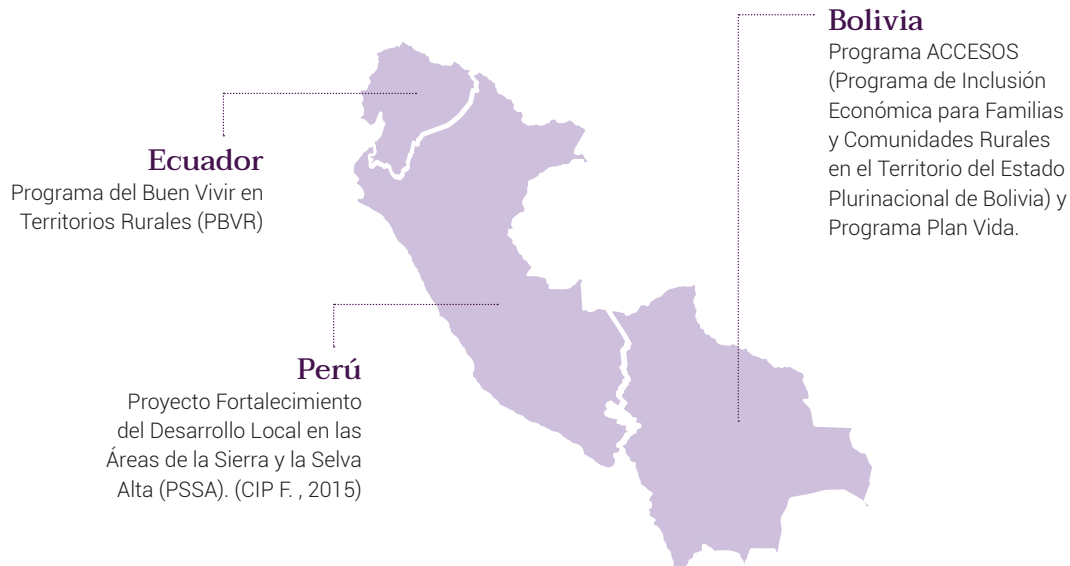 Bolivia
Programa ACCESOS
(Programa de Inclusión
Económica para Familias
y Comunidades Rurales
en el Territorio del Estado
Plurinacional de Bolivia) y
Programa Plan Vida.
Ecuador
Programa del Buen Vivir en
Territorios Rurales (PBVR)
Perú
Proyecto Fortalecimiento
del Desarrollo Local en las
Áreas de la Sierra y la Selva
Alta (PSSA). (CIP F. , 2015)